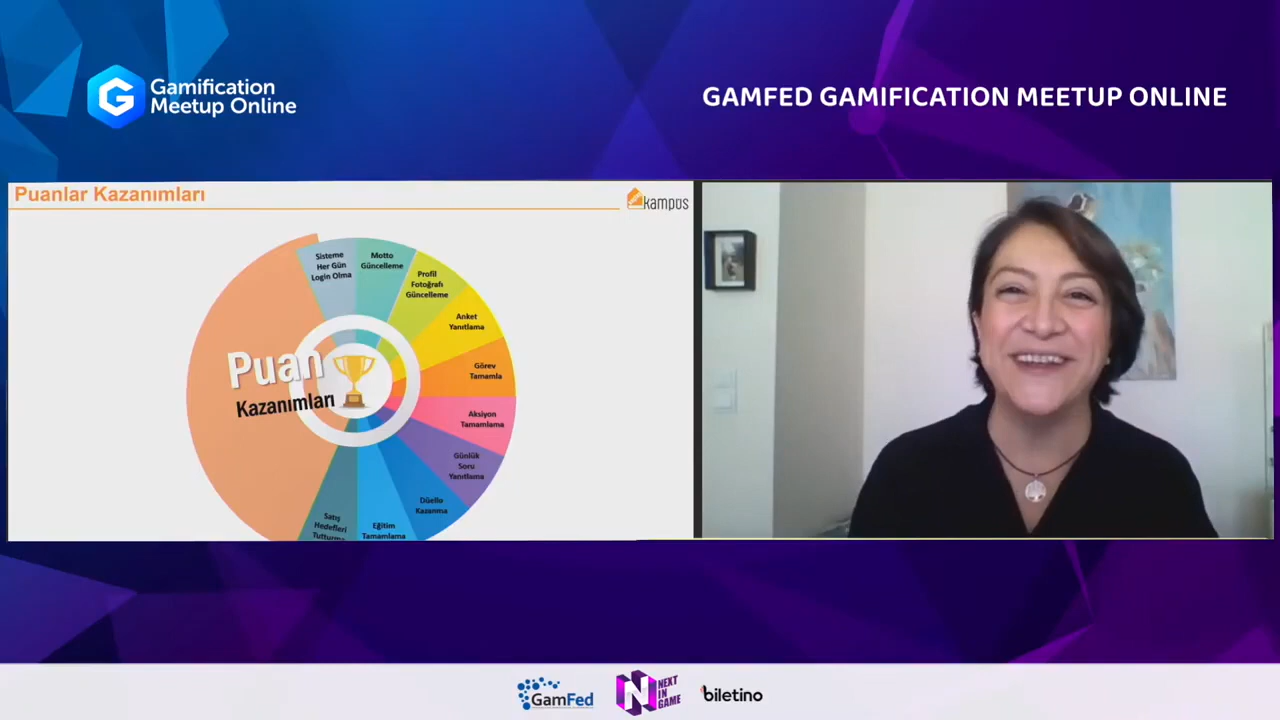 Gamification
Meetup Online
GAMFED GAMIFICATION MEETUP ONLINE
Puanlar Kazanımları
kampüs
Sisteme
Her Gün
Login Olma
Motto
Güncelleme
Profil
Fotoğrafı
Güncelleme
Anket
Yanıtlama
Görev
Tamamla
Aksiyon
Tamamlama
Günlük
Soru
Yanıtlama
Düello
Kazanma
Eğitim
Tamamlama
Satış
Hedefleri
Tutturma
Puan
Kazanımları
GamFed
NEXT
IN
GAME
biletino